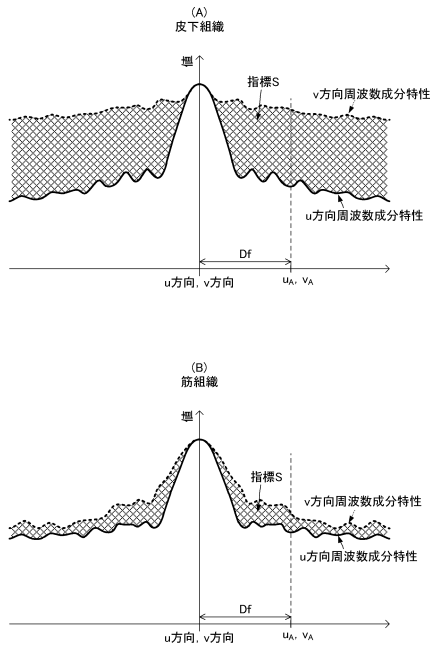 (A)
皮下組織
値
指標S
v方向周波数成分特性
u方向周波数成分特性
Df
u方向, v方向
uA, vA
(B)
筋組織
値
指標S
v方向周波数成分特性
u方向周波数成分特性
Df
u方向, v方向
uA, vA